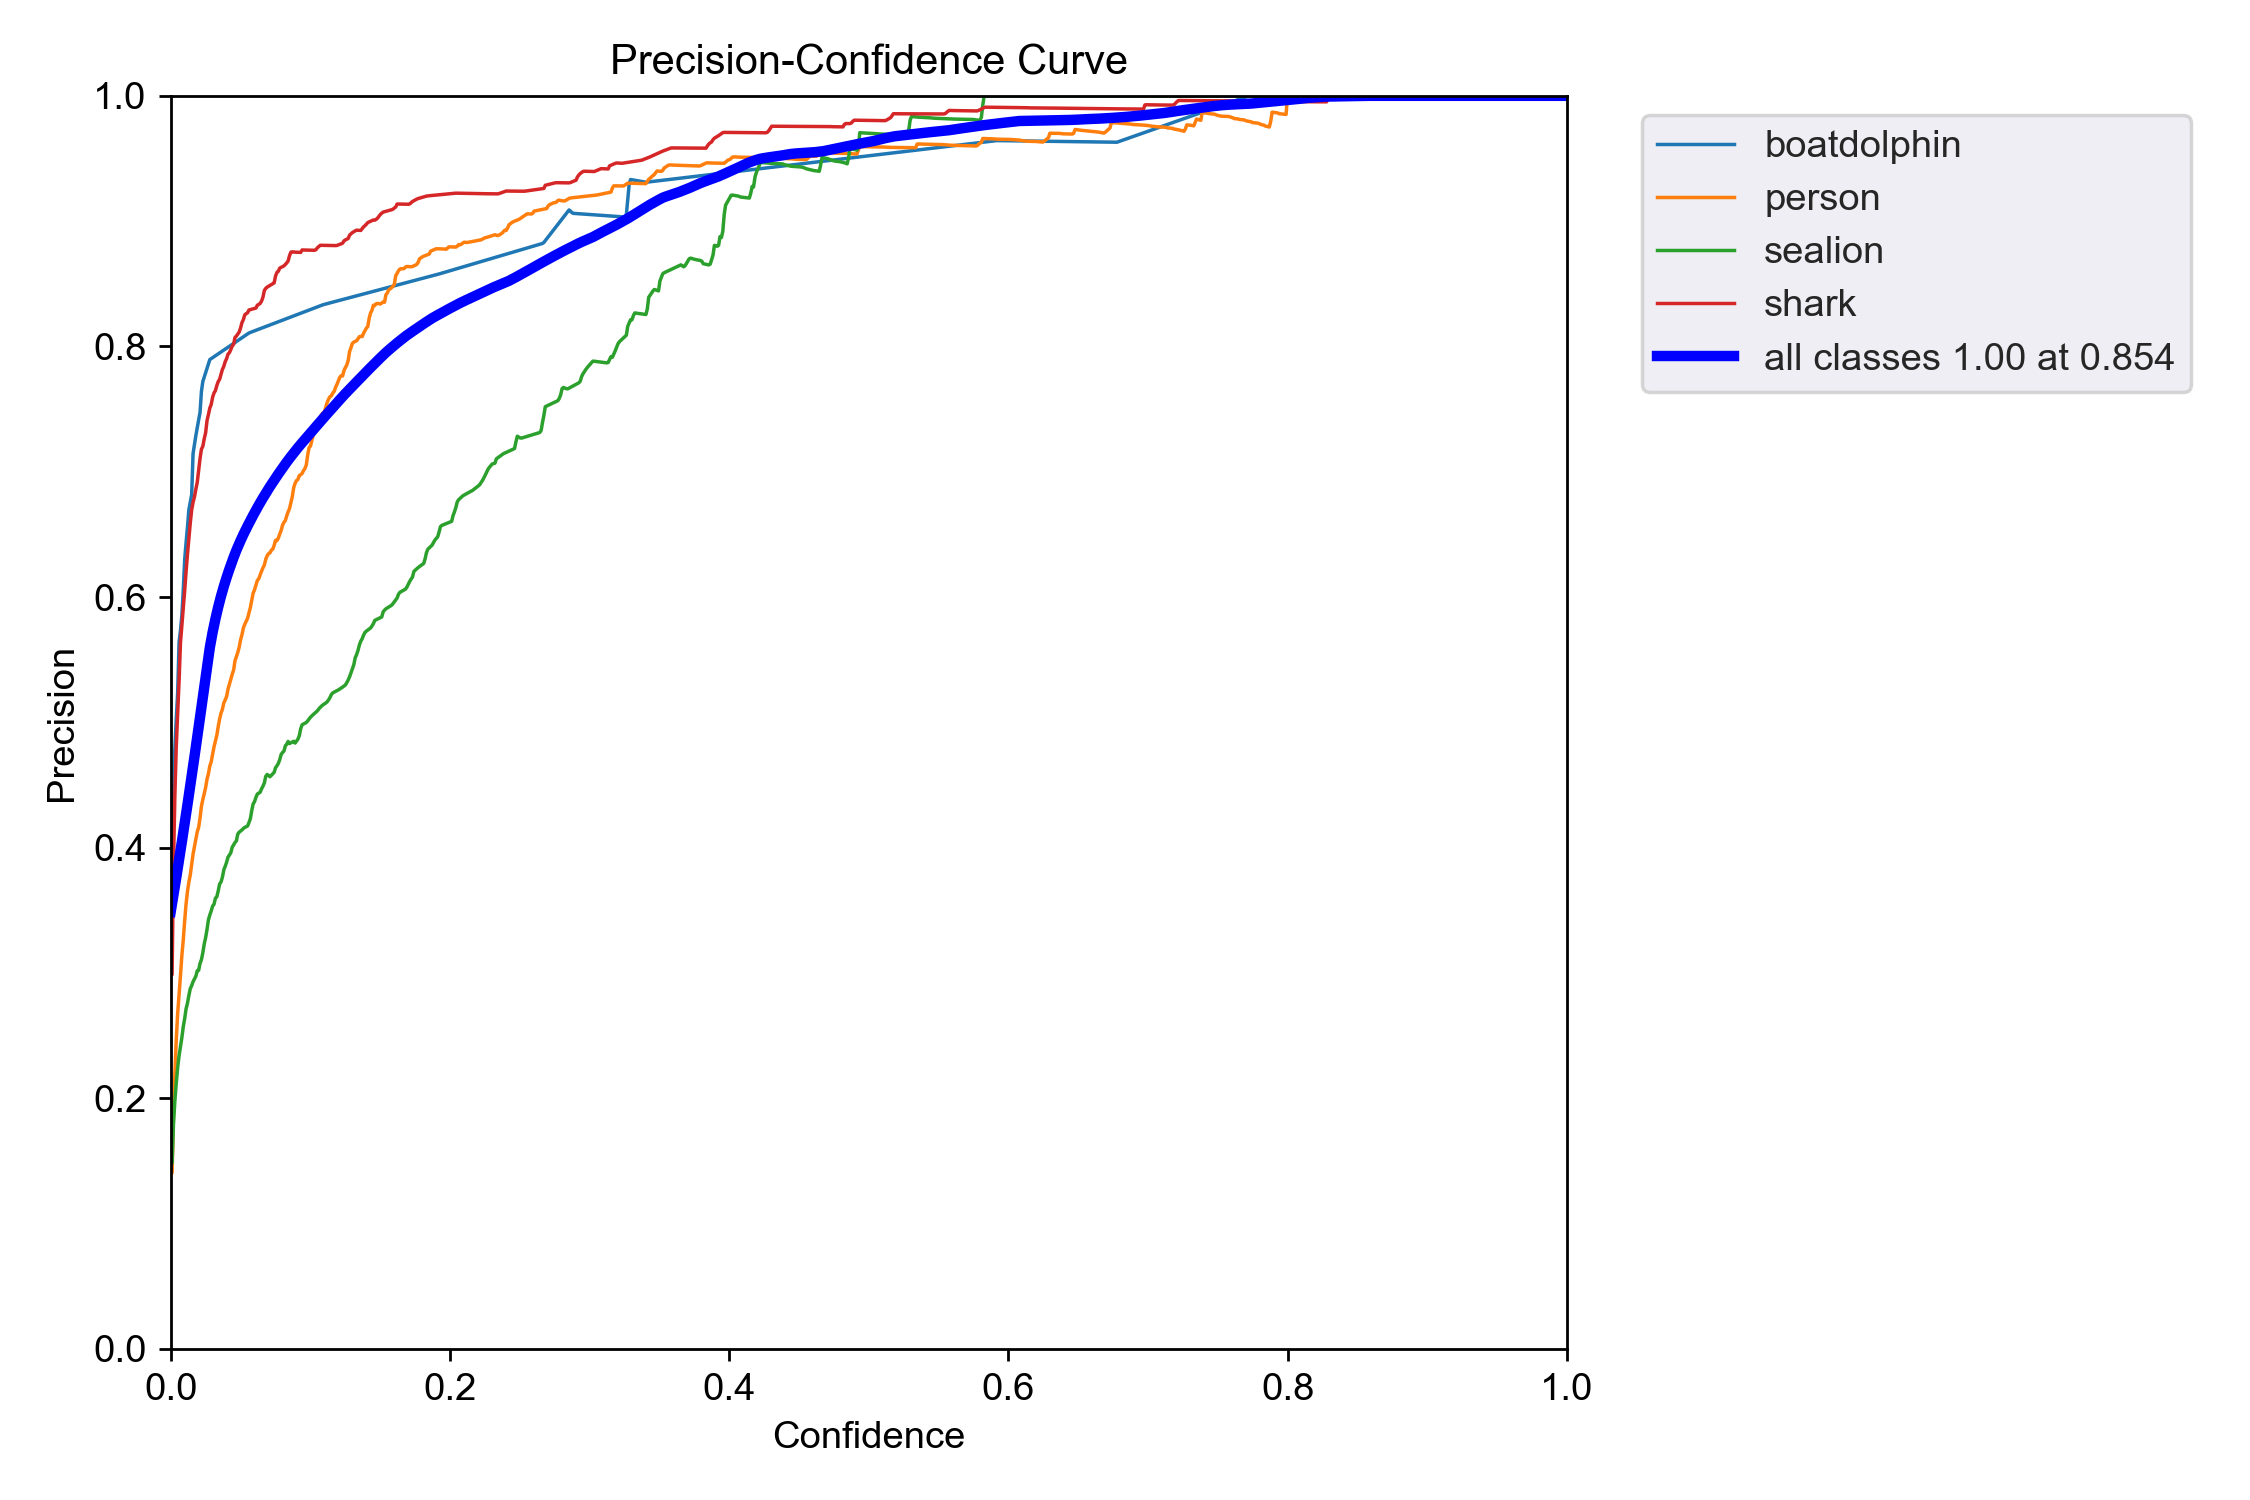 Precision-Confidence Curve
1.0
0.8
0.6
0.4
0.2
0.0
Precision
0.0 0.2 0.4 0.6 0.8 1.0
Confidence
boatdolphin
person
sealion
shark
all classes 1.00 at 0.854